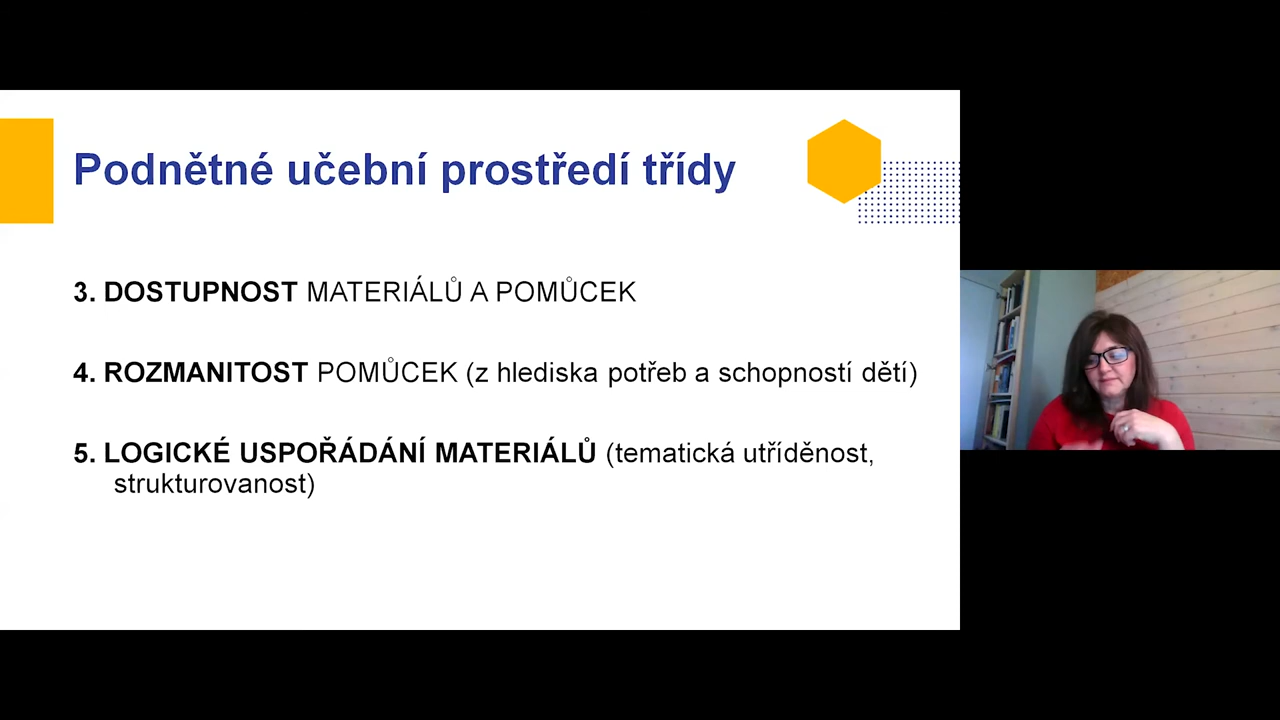 Podnětné učební prostředí třídy
3. DOSTUPNOST MATERIÁLŮ A POMŮCEK
4. ROZMANITOST POMŮCEK (z hlediska potřeb a schopností dětí)
5. LOGICKÉ USPOŘÁDÁNÍ MATERIÁLŮ (tematická utříděnost,
strukturovanost)